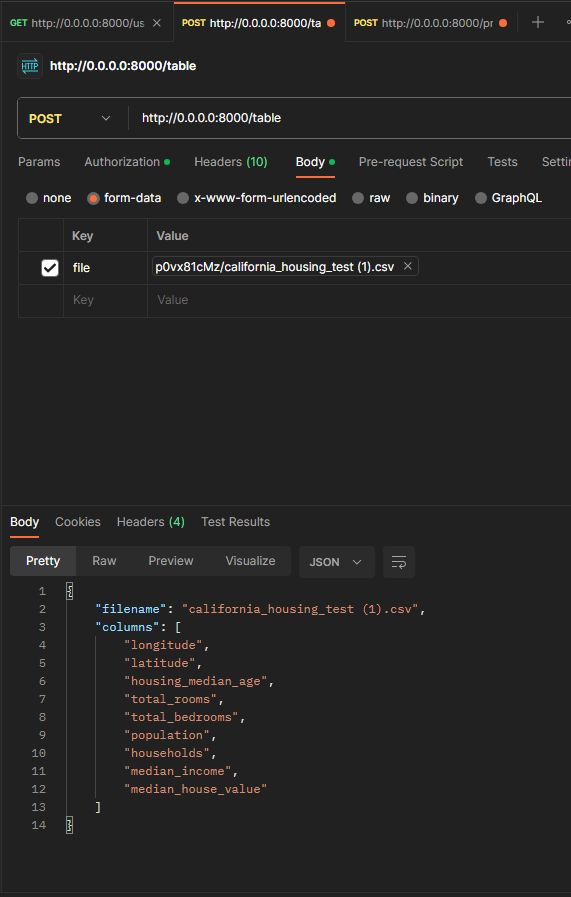 GET http://0.0.0.0:8000/us
POST http://0.0.0.0:8000/ta
POST http://0.0.0.0:8000/pr
HTTP http://0.0.0.0:8000/table
POST http://0.0.0.0:8000/table
Params Authorization Headers (10) Body Pre-request Script Tests Setti
none form-data x-www-form-urlencoded raw binary GraphQL
Key Value
file p0vx81cMz/california_housing_test (1).csv
Key Value
Body Cookies Headers (4) Test Results
Pretty Raw Preview Visualize JSON
1 {
2 "filename": "california_housing_test (1).csv",
3 "columns": [
4 "longitude",
5 "latitude",
6 "housing_median_age",
7 "total_rooms",
8 "total_bedrooms",
9 "population",
10 "households",
11 "median_income",
12 "median_house_value"
13 ]
14 }